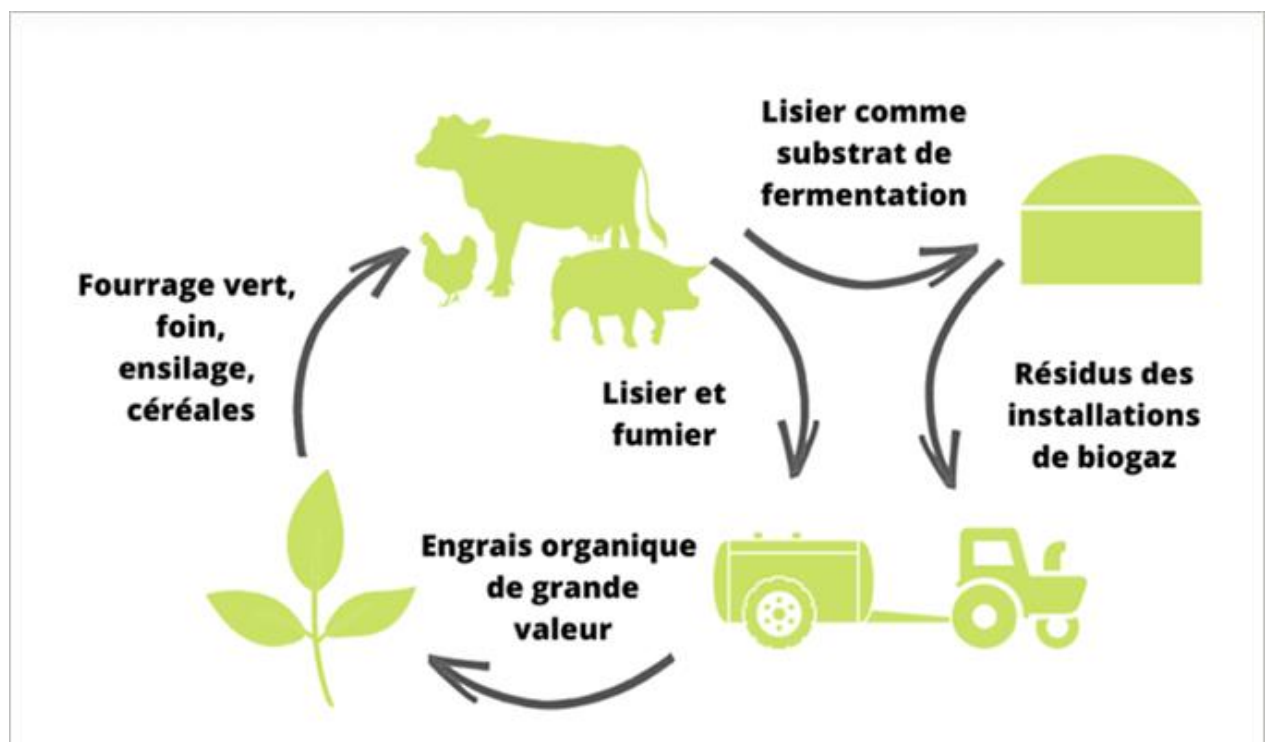 Lisier comme
substrat de
fermentation
Fourrage vert,
foin,
ensilage,
céréales
Lisier et
fumier
Résidus des
installations
de biogaz
Engrais organique
de grande
valeur